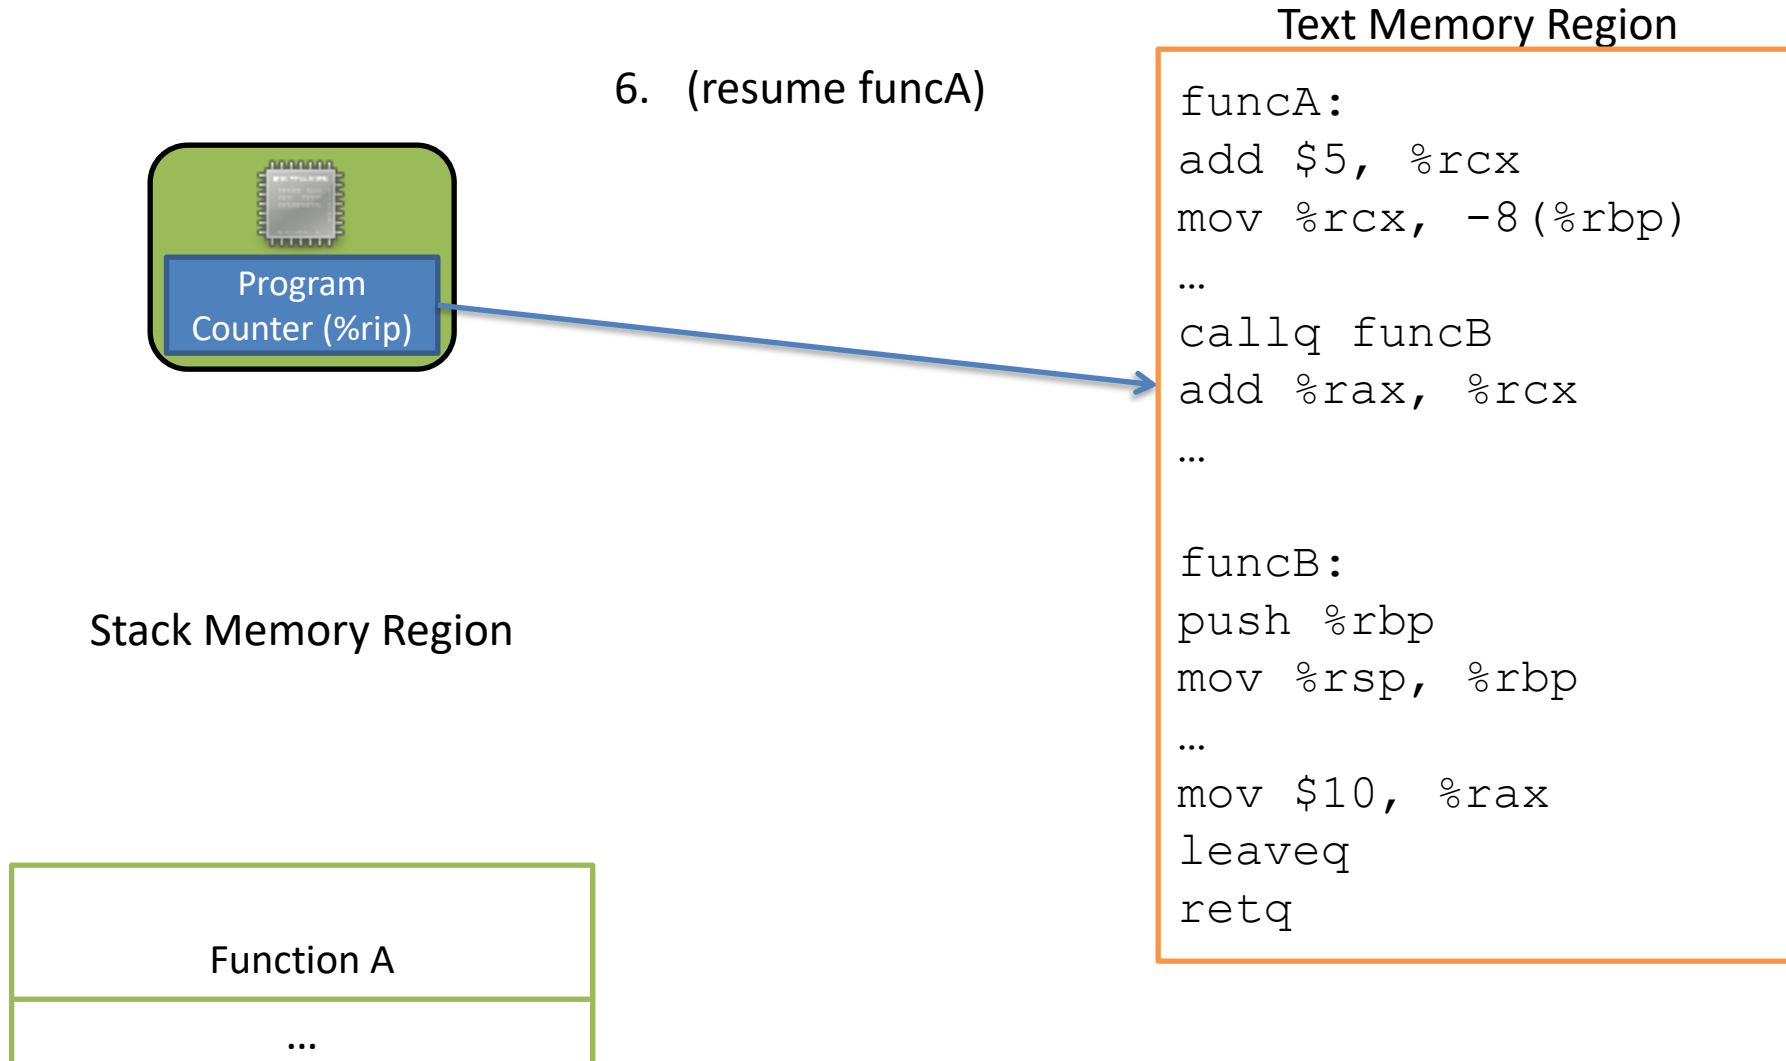 Text Memory Region
6. (resume funcA)
Program
Counter (%rip)
funcA:
add $5, %rcx
mov %rcx, -8(%rbp)
…
callq funcB
add %rax, %rcx
…
funcB:
push %rbp
mov %rsp, %rbp
…
mov $10, %rax
leaveq
retq
Stack Memory Region
Function A
…